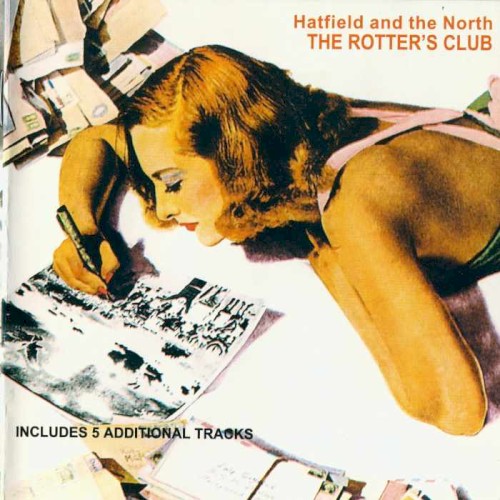 Hatfield and the North
THE ROTTER'S CLUB
INCLUDES 5 ADDITIONAL TRACKS